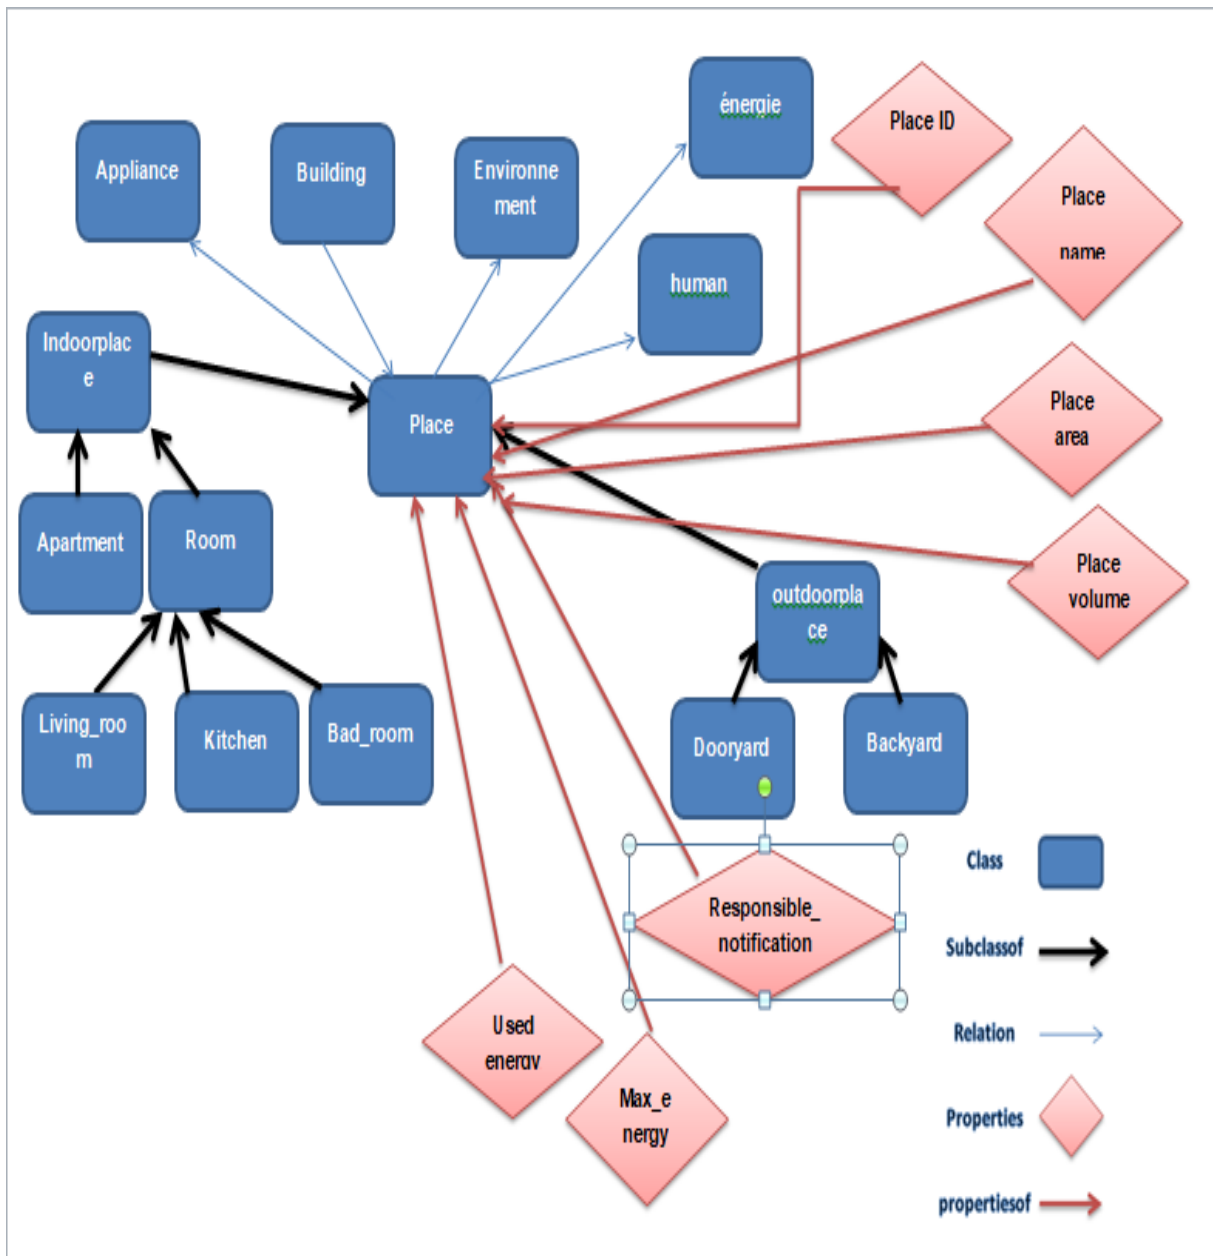 énergie
Place ID
Appliance
Building
Environne
ment
Place
name
human
Indoorplac
e
Place
Place
area
Apartment
Room
Place
volume
outdoorpla
ce
Living_roo
m
Kitchen
Bad_room
Dooryard
Backyard
Class
Responsible_
notification
Subclassof
Used
energy
Relation
Max_e
nergy
Properties
propertiesof